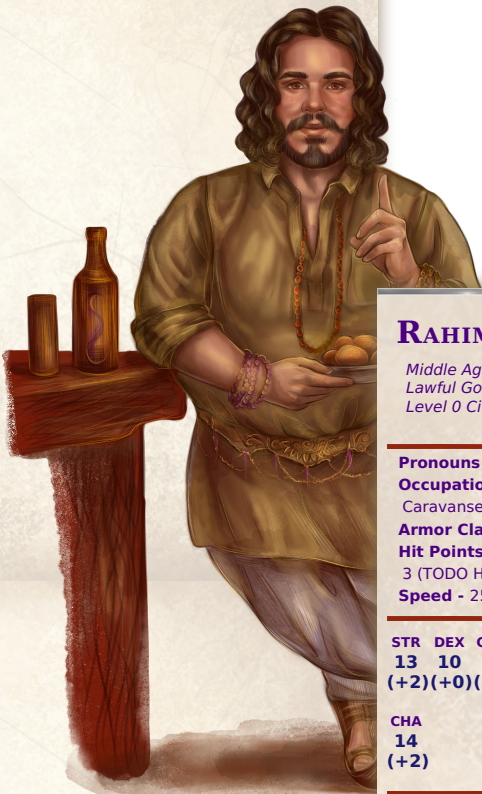 RAHIM
Middle Ag
Lawful Go
Level 0 Ci
Pronouns
Occupatio
Caravanse
Armor Cla
Hit Points
3 (TODO H
Speed - 25
STR DEX C
13 10
(+2)(+0)(
CHA
14
(+2)